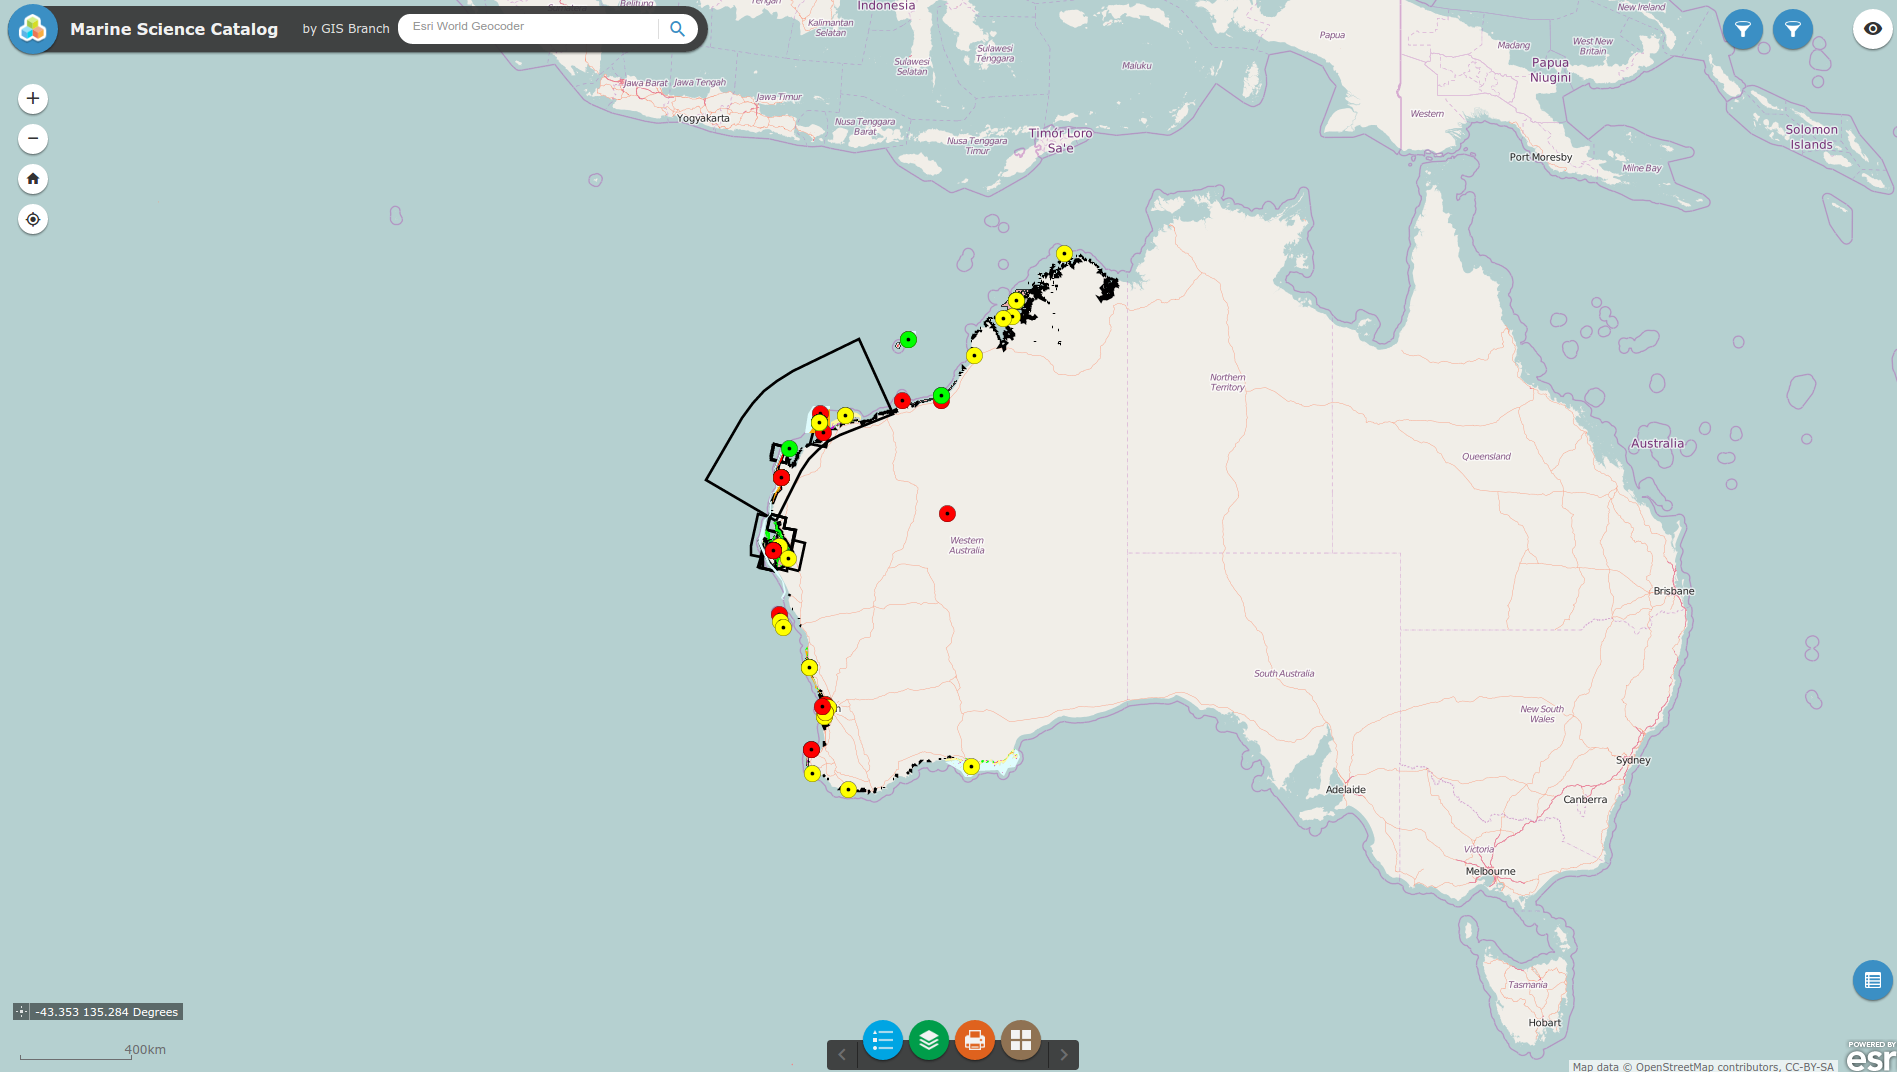 Marine Science Catalog
by GIS Branch
Esri World Geocoder
Indonesia
Kalimantan
Selatan
New Ireland
Papua
Sulawesi
Tenggara
Sulawesi
Selatan
Maluku
Madang
West New
Britain
Papua
Niugini
Jawa Barat
Jawa Tengah
Jawa Timur
Yogyakarta
Nusa Tenggara
Barat
Nusa Tenggara
Timur
Timor Loro
Sa'e
Western
Port Moresby
Milne Bay
Solomon
Islands
Northern
Territory
Queensland
Australia
Western
Australia
Brisbane
South Australia
New South
Wales
Sydney
Adelaide
Canberra
Victoria
Melbourne
Tasmania
Hobart
-43.353 135.284 Degrees
400km
Map data © OpenStreetMap contributors, CC-BY-SA
POWERED BY
esr